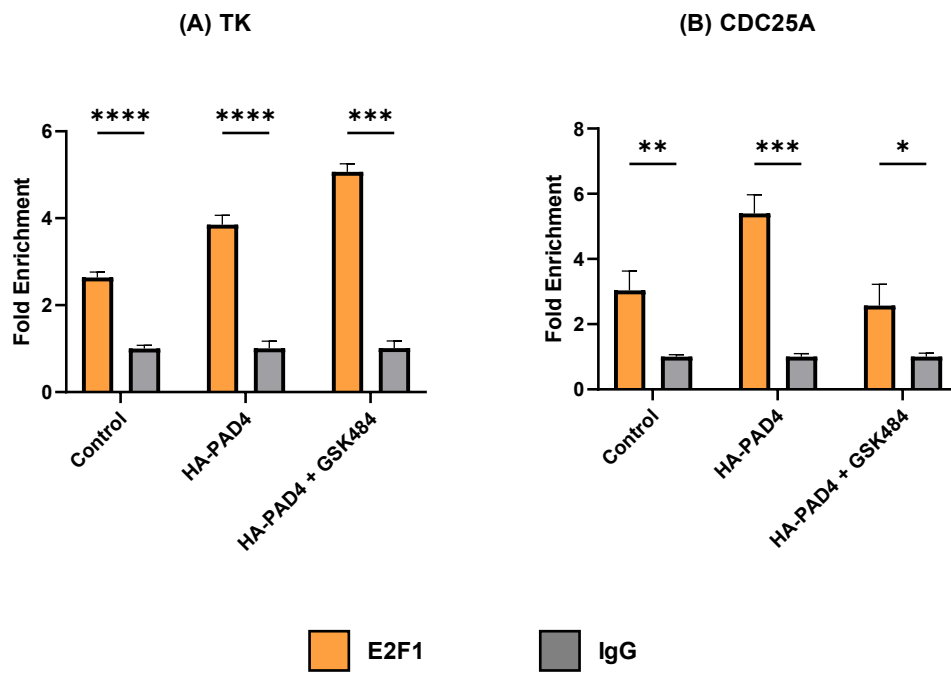 (A) TK
Fold Enrichment
6
4
2
0
****
****
***
Control
HA-PAD4
HA-PAD4 + GSK484
(B) CDC25A
Fold Enrichment
8
6
4
2
0
**
***
*
Control
HA-PAD4
HA-PAD4 + GSK484
E2F1
IgG